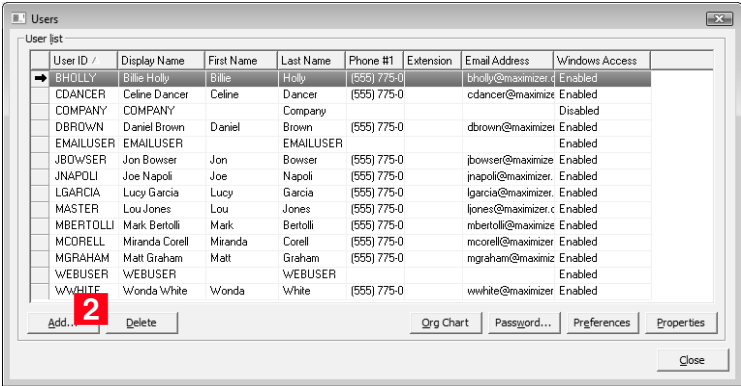 Users
User list
User ID / Display Name First Name Last Name Phone #1 Extension Email Address Windows Access
BHOLLY Billie Holly Billie Holly (555) 775-0 bholly@maximizer.c Enabled
CDANCER Celine Dancer Celine Dancer (555) 775-0 cdancer@maximize Enabled
COMPANY COMPANY Company Disabled
DBROWN Daniel Brown Daniel Brown (555) 775-0 dbrown@maximizer Enabled
EMAILUSER EMAILUSER EMAILUSER Enabled
JBOWSER Jon Bowser Jon Bowser (555) 775-0 jbowser@maximize Enabled
JNAPOLI Joe Napoli Joe Napoli (555) 775-0 jnapoli@maximizer. Enabled
LGARCIA Lucy Garcia Lucy Garcia (555) 775-0 lgarcia@maximizer. Enabled
MASTER Lou Jones Lou Jones (555) 775-0 ljones@maximizer.c Enabled
MBERTOLLI Mark Bertolli Mark Bertolli (555) 775-0 mbertolli@maximize Enabled
MCORELL Miranda Corell Miranda Corell (555) 775-0 mcorell@maximizer Enabled
MGRAHAM Matt Graham Matt Graham (555) 775-0 mgraham@maximiz Enabled
WEBUSER WEBUSER WEBUSER Enabled
WWHITE Wonda White Wonda White (555) 775-0 wwhite@maximizer Enabled
Add... 2 Delete Org Chart Password... Preferences Properties
Close